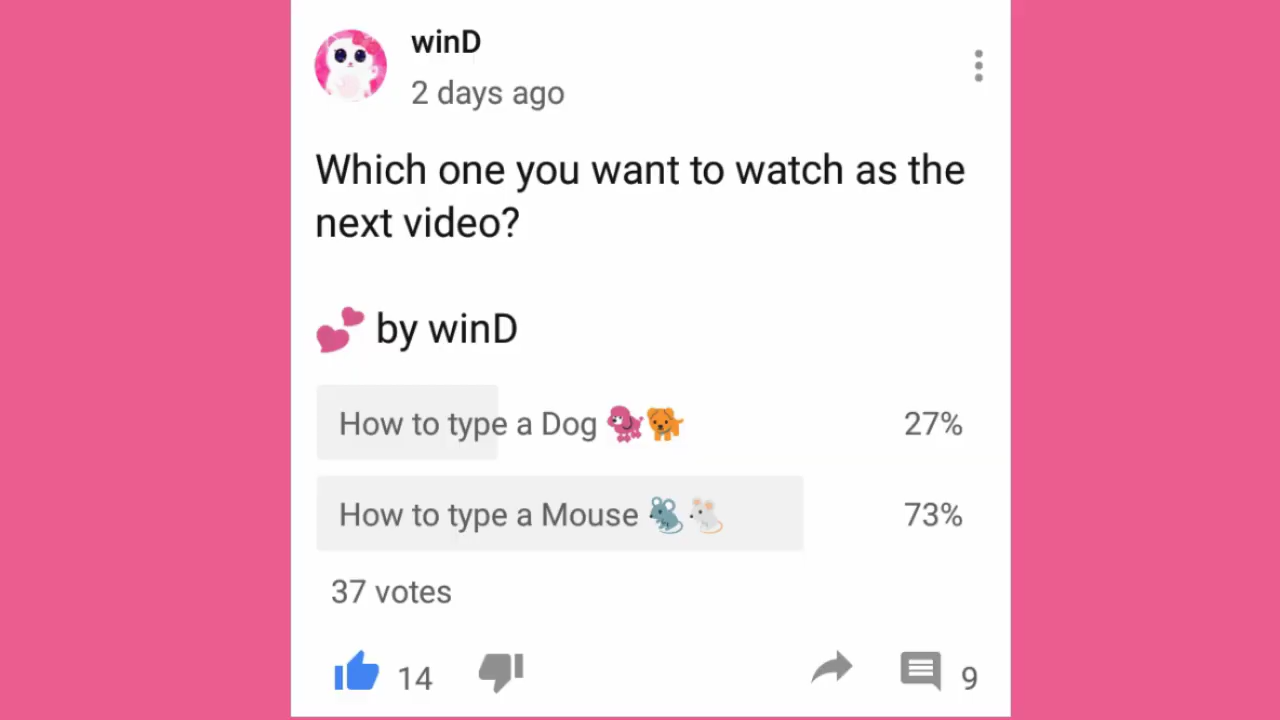 winD
2 days ago
Which one you want to watch as the
next video?
💕 by winD
How to type a Dog 🐩🐕 27%
How to type a Mouse 🐀🐁 73%
37 votes
14 9